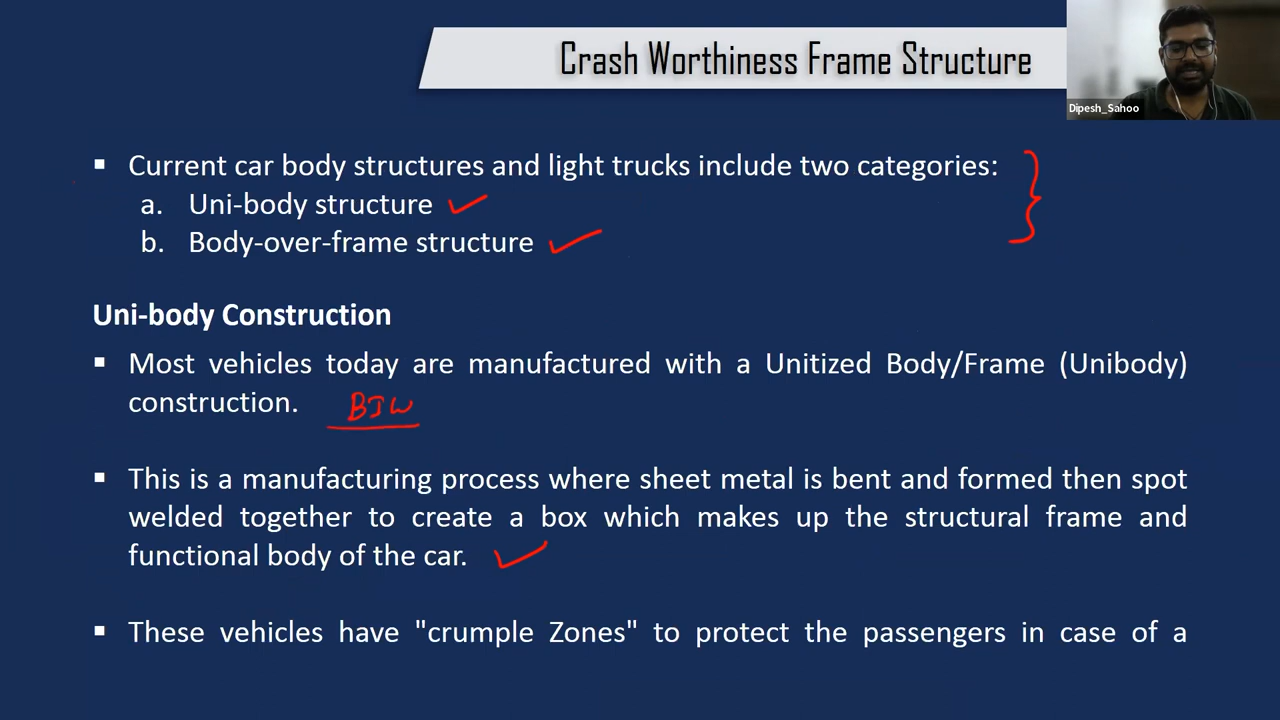 Crash Worthiness Frame Structure
Dipesh_Sahoo
▪ Current car body structures and light trucks include two categories:
a. Uni-body structure
b. Body-over-frame structure
Uni-body Construction
▪ Most vehicles today are manufactured with a Unitized Body/Frame (Unibody)
construction. BIW
▪ This is a manufacturing process where sheet metal is bent and formed then spot
welded together to create a box which makes up the structural frame and
functional body of the car.
▪ These vehicles have "crumple Zones" to protect the passengers in case of a